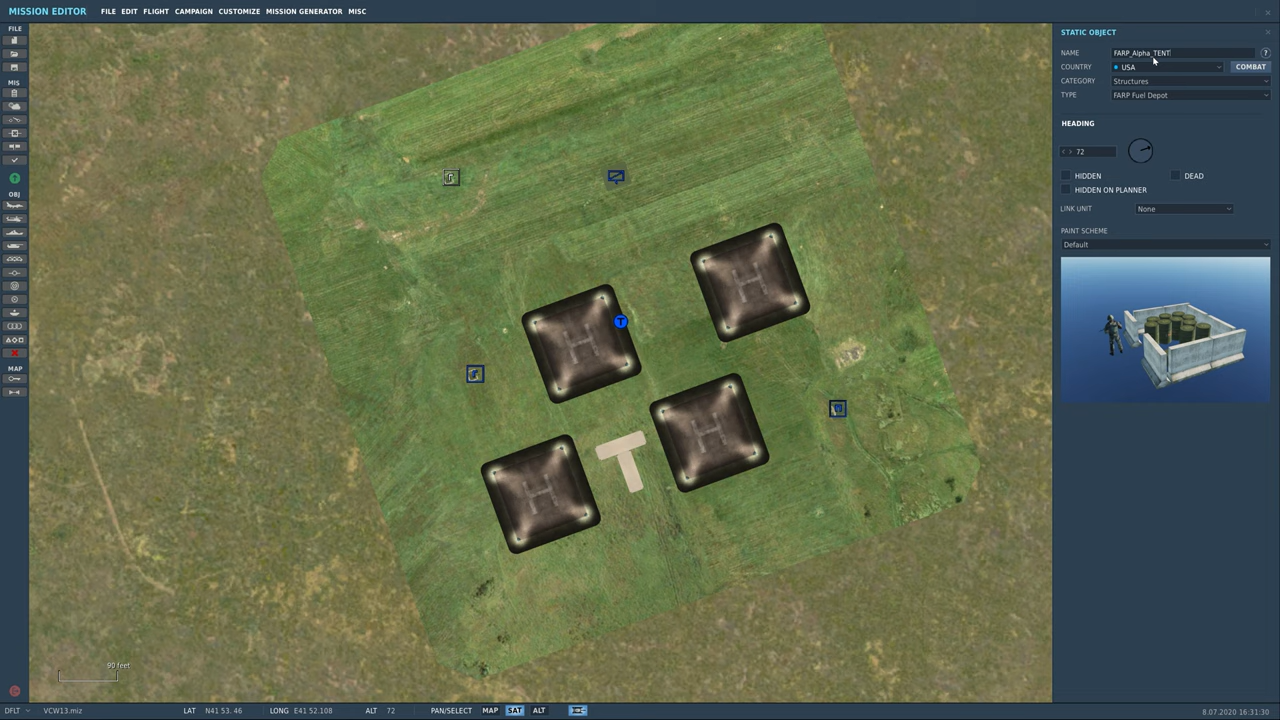 MISSION EDITOR
FILE EDIT FLIGHT CAMPAIGN CUSTOMIZE MISSION GENERATOR MISC
FILE
MIS
OBJ
MAP
H
H
T
H
H
90 feet
STATIC OBJECT
NAME FARP_Alpha_TENT ?
COUNTRY USA COMBAT
CATEGORY Structures
TYPE FARP Fuel Depot
HEADING
72
HIDDEN DEAD
HIDDEN ON PLANNER
LINK UNIT None
PAINT SCHEME
Default
DFLT VCW13.miz LAT N41 53. 46 LONG E41 52.108 ALT 72 PAN/SELECT MAP SAT ALT 8.07.2020 16:31:30